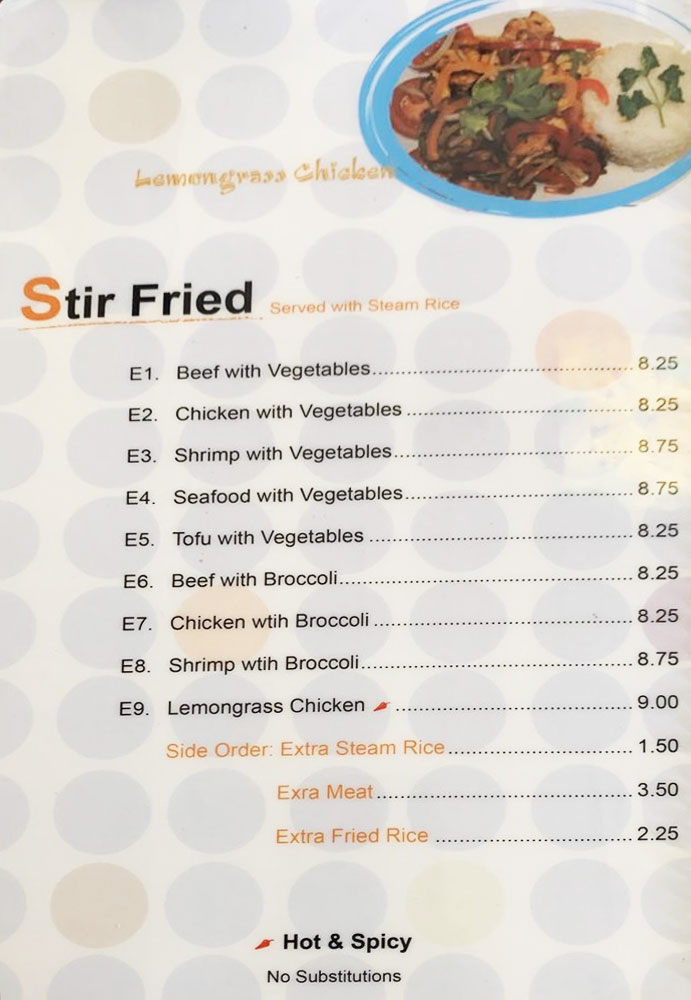 Lemongrass Chicken
Stir Fried Served with Steam Rice
E1. Beef with Vegetables........................................ 8.25
E2. Chicken with Vegetables ................................... 8.25
E3. Shrimp with Vegetables..................................... 8.75
E4. Seafood with Vegetables................................... 8.75
E5. Tofu with Vegetables ........................................ 8.25
E6. Beef with Broccoli............................................. 8.25
E7. Chicken wtih Broccoli ....................................... 8.25
E8. Shrimp wtih Broccoli......................................... 8.75
E9. Lemongrass Chicken ................................... 9.00
Side Order: Extra Steam Rice............................ 1.50
Exra Meat....................................... 3.50
Extra Fried Rice .............................. 2.25
Hot & Spicy
No Substitutions